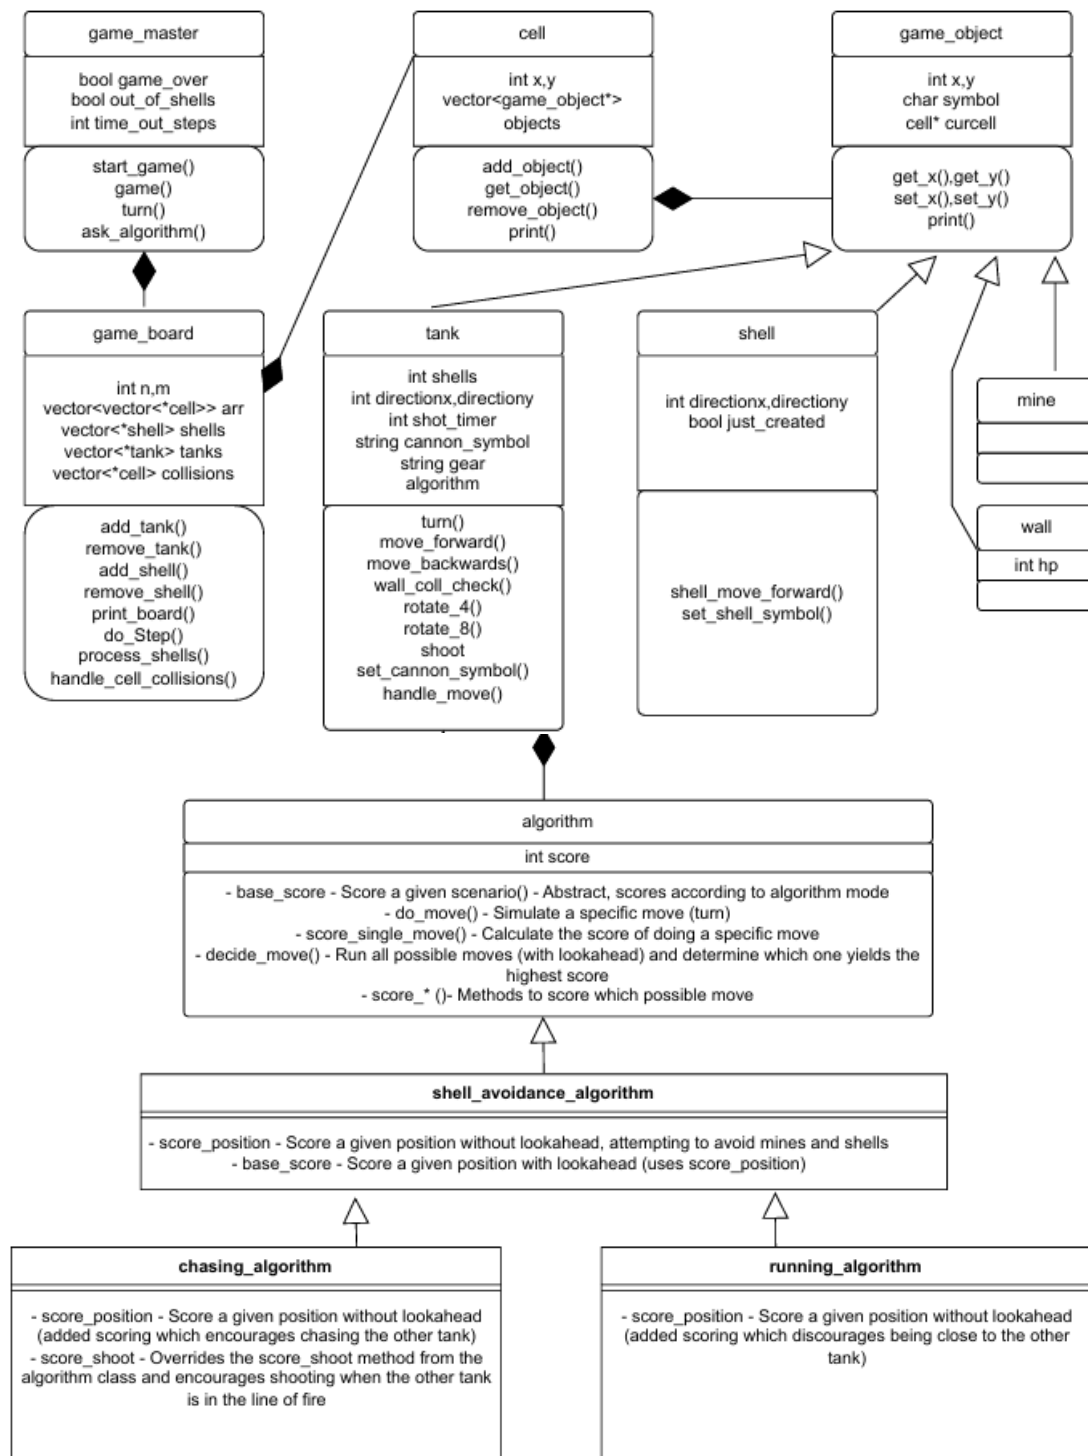 game_master
bool game_over
bool out_of_shells
int time_out_steps
start_game()
game()
turn()
ask_algorithm()
cell
int x,y
vector<game_object*>
objects
add_object()
get_object()
remove_object()
print()
game_object
int x,y
char symbol
cell* curcell
get_x(),get_y()
set_x(),set_y()
print()
game_board
int n,m
vector<vector<*cell>> arr
vector<*shell> shells
vector<*tank> tanks
vector<*cell> collisions
add_tank()
remove_tank()
add_shell()
remove_shell()
print_board()
do_Step()
process_shells()
handle_cell_collisions()
tank
int shells
int directionx,directiony
int shot_timer
string cannon_symbol
string gear
algorithm
turn()
move_forward()
move_backwards()
wall_coll_check()
rotate_4()
rotate_8()
shoot
set_cannon_symbol()
handle_move()
shell
int directionx,directiony
bool just_created
shell_move_forward()
set_shell_symbol()
mine
wall
int hp
algorithm
int score
- base_score - Score a given scenario() - Abstract, scores according to algorithm mode
- do_move() - Simulate a specific move (turn)
- score_single_move() - Calculate the score of doing a specific move
- decide_move() - Run all possible moves (with lookahead) and determine which one yields the
highest score
- score_* ()- Methods to score which possible move
shell_avoidance_algorithm
- score_position - Score a given position without lookahead, attempting to avoid mines and shells
- base_score - Score a given position with lookahead (uses score_position)
chasing_algorithm
- score_position - Score a given position without lookahead
(added scoring which encourages chasing the other tank)
- score_shoot - Overrides the score_shoot method from the
algorithm class and encourages shooting when the other tank
is in the line of fire
running_algorithm
- score_position - Score a given position without lookahead
(added scoring which discourages being close to the other
tank)